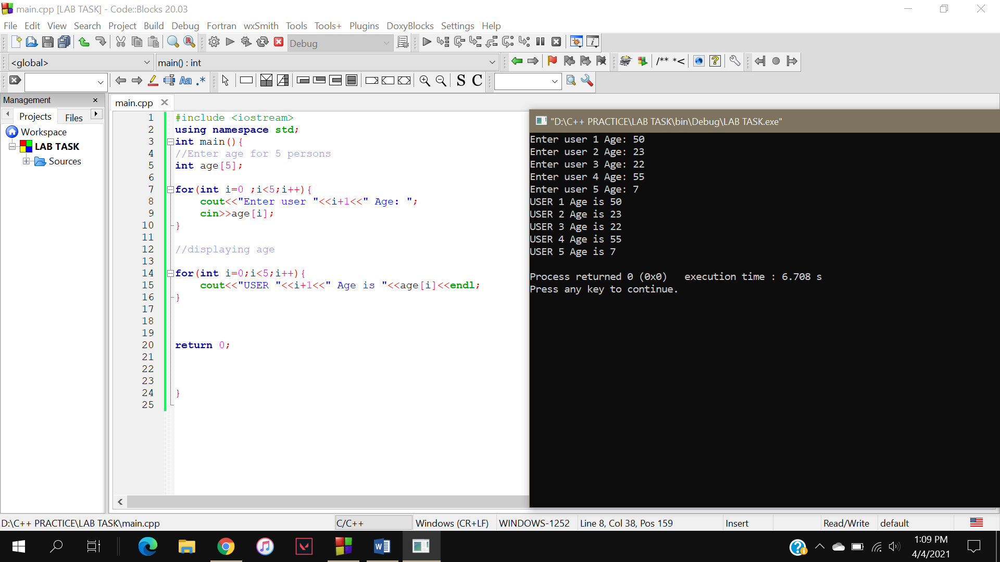 main.cpp [LAB TASK] - Code::Blocks 20.03
File Edit View Search Project Build Debug Fortran wxSmith Tools Tools+ Plugins DoxyBlocks Settings Help
Debug
<global> main() : int
/** *<
Aa .* S C
Management
Projects Files
Workspace
LAB TASK
Sources
main.cpp
1 #include <iostream>
2 using namespace std;
3 int main(){
4 //Enter age for 5 persons
5 int age[5];
6
7 for(int i=0 ;i<5;i++){
8     cout<<"Enter user "<<i+1<<" Age: ";
9     cin>>age[i];
10 }
11
12 //displaying age
13
14 for(int i=0;i<5;i++){
15     cout<<"USER "<<i+1<<" Age is "<<age[i]<<endl;
16 }
17
18
19
20 return 0;
21
22
23
24 }
25
"D:\C++ PRACTICE\LAB TASK\bin\Debug\LAB TASK.exe"
Enter user 1 Age: 50
Enter user 2 Age: 23
Enter user 3 Age: 22
Enter user 4 Age: 55
Enter user 5 Age: 7
USER 1 Age is 50
USER 2 Age is 23
USER 3 Age is 22
USER 4 Age is 55
USER 5 Age is 7
Process returned 0 (0x0)   execution time : 6.708 s
Press any key to continue.
D:\C++ PRACTICE\LAB TASK\main.cpp C/C++ Windows (CR+LF) WINDOWS-1252 Line 8, Col 38, Pos 159 Insert Read/Write default
1:09 PM
4/4/2021